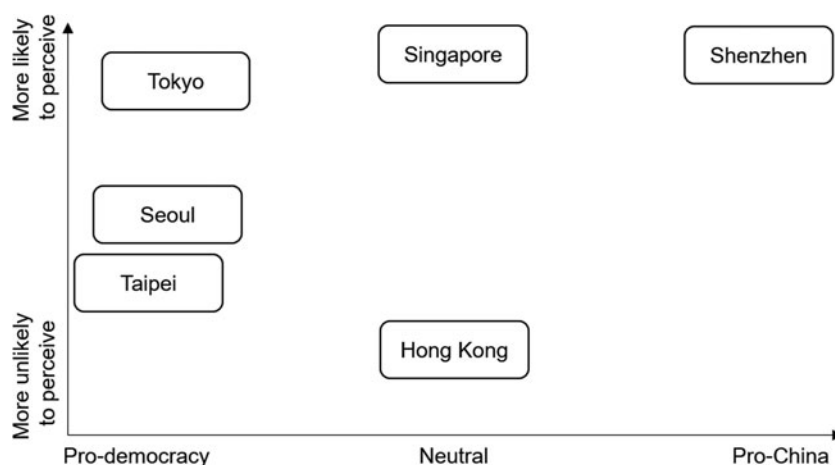 More likely
to perceive
Tokyo
Singapore
Shenzhen
Seoul
Taipei
Hong Kong
More unlikely
to perceive
Pro-democracy
Neutral
Pro-China